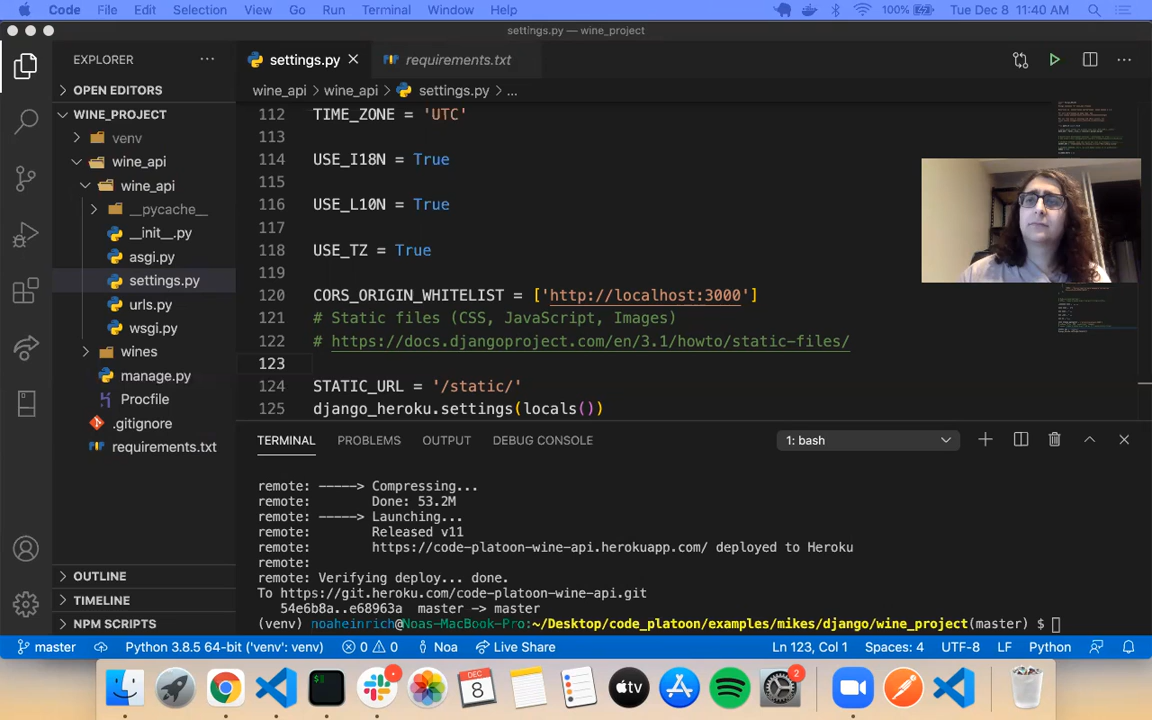 Code File Edit Selection View Go Run Terminal Window Help 100% Tue Dec 8 11:40 AM
settings.py — wine_project
EXPLORER ··· settings.py requirements.txt ···
OPEN EDITORS
wine_api > wine_api > settings.py > ...
WINE_PROJECT
venv
wine_api
wine_api
__pycache__
__init__.py
asgi.py
settings.py
urls.py
wsgi.py
wines
manage.py
Procfile
.gitignore
requirements.txt
OUTLINE
TIMELINE
NPM SCRIPTS
112 TIME_ZONE = 'UTC'
113
114 USE_I18N = True
115
116 USE_L10N = True
117
118 USE_TZ = True
119
120 CORS_ORIGIN_WHITELIST = ['http://localhost:3000']
121 # Static files (CSS, JavaScript, Images)
122 # https://docs.djangoproject.com/en/3.1/howto/static-files/
123
124 STATIC_URL = '/static/'
125 django_heroku.settings(locals())
TERMINAL PROBLEMS OUTPUT DEBUG CONSOLE 1: bash
remote: -----> Compressing...
remote: Done: 53.2M
remote: -----> Launching...
remote: Released v11
remote: https://code-platoon-wine-api.herokuapp.com/ deployed to Heroku
remote:
remote: Verifying deploy... done.
To https://git.heroku.com/code-platoon-wine-api.git
54e6b8a..e68963a master -> master
(venv) noaheinrich@Noas-MacBook-Pro:~/Desktop/code_platoon/examples/mikes/django/wine_project(master) $
master Python 3.8.5 64-bit ('venv': venv) 0 0 Noa Live Share Ln 123, Col 1 Spaces: 4 UTF-8 LF Python
DEC
8
tv
2